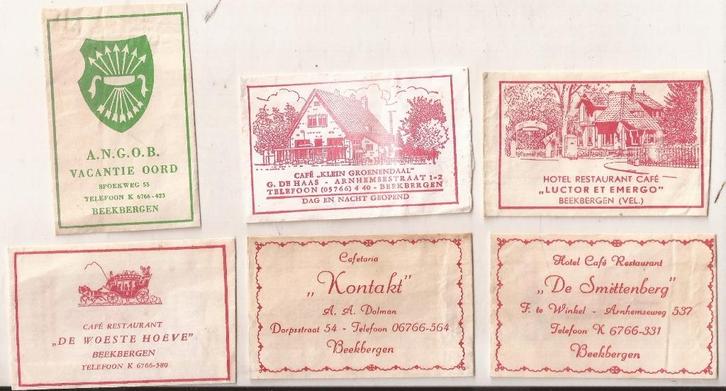 A.N.G.O.B.
VACANTIE OORD
SPOEKWEG 55
TELEFOON K 6766-423
BEEKBERGEN
CAFÉ „KLEIN GROENENDAAL"
G. DE HAAS - ARNHEMSESTRAAT 1-2
TELEFOON (05766) 4 40 - BEEKBERGEN
DAG EN NACHT GEOPEND
HOTEL RESTAURANT CAFÉ
„LUCTOR ET EMERGO"
BEEKBERGEN (VEL.)
CAFÉ RESTAURANT
„DE WOESTE HOEVE"
BEEKBERGEN
TELEFOON K 6766-580
Cafetaria
„Kontakt"
A. A. Dolman
Dorpsstraat 54 - Telefoon 06766-564
Beekbergen
Hotel Café Restaurant
„De Smittenberg"
F. te Winkel - Arnhemseweg 537
Telefoon K 6766-331
Beekbergen